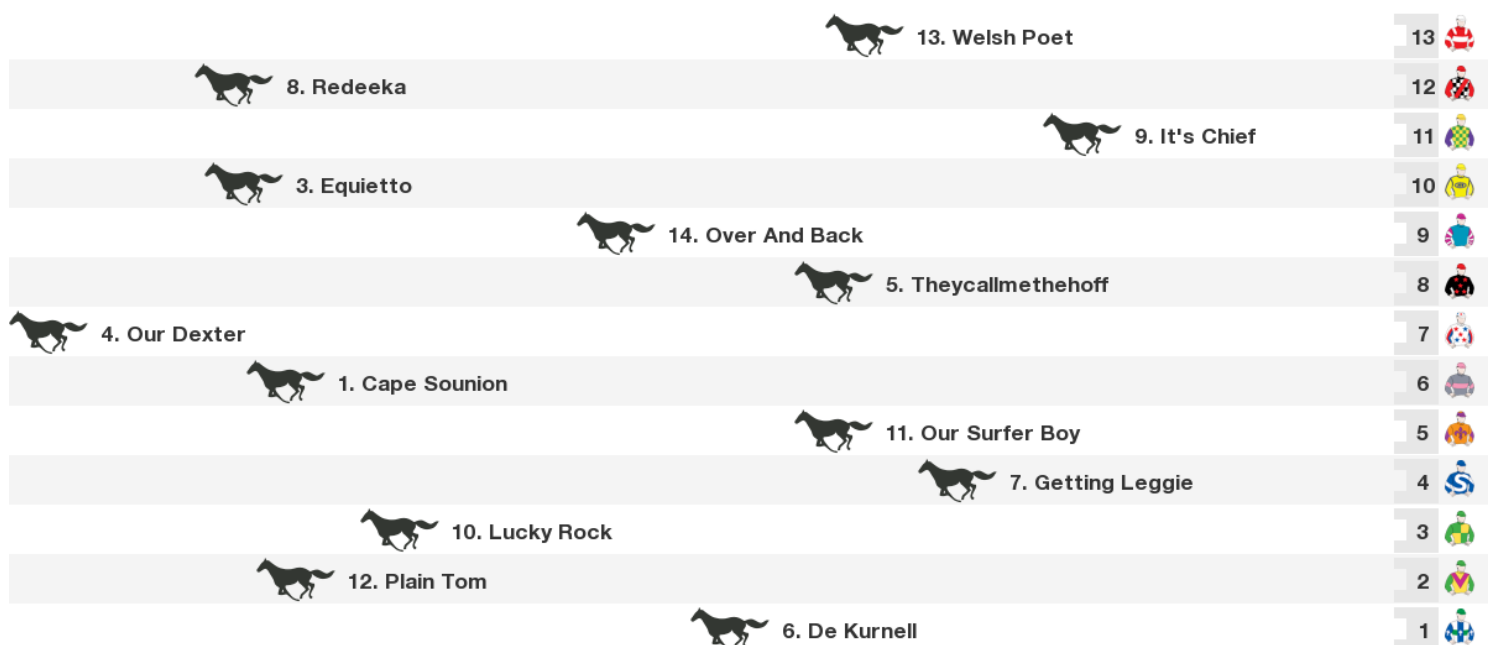 13. Welsh Poet 13
8. Redeeka 12
9. It's Chief 11
3. Equietto 10
14. Over And Back 9
5. Theycallmethehoff 8
4. Our Dexter 7
1. Cape Sounion 6
11. Our Surfer Boy 5
7. Getting Leggie 4
10. Lucky Rock 3
12. Plain Tom 2
6. De Kurnell 1